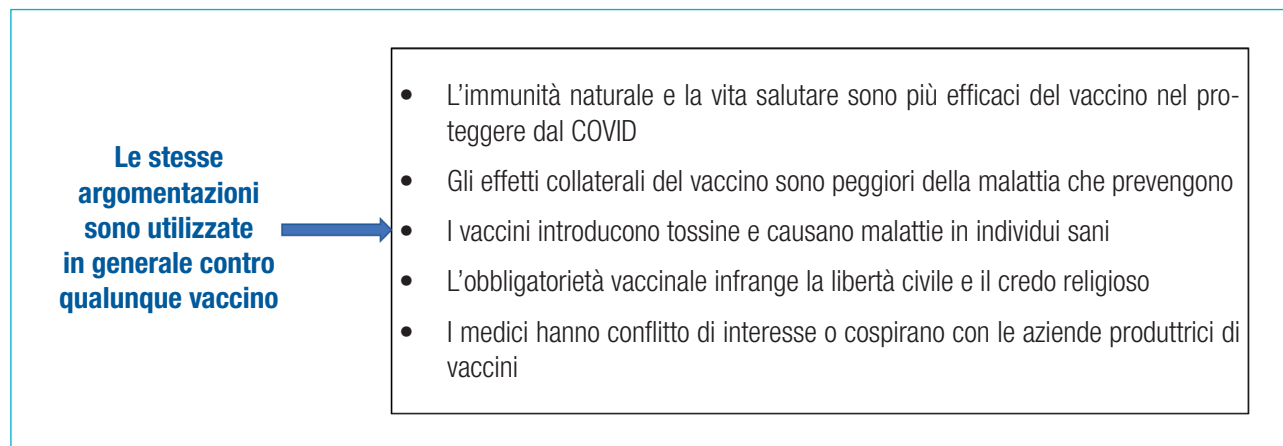 Le stesse
argomentazioni
sono utilizzate
in generale contro
qualunque vaccino
• L’immunità naturale e la vita salutare sono più efficaci del vaccino nel pro-
teggere dal COVID
• Gli effetti collaterali del vaccino sono peggiori della malattia che prevengono
• I vaccini introducono tossine e causano malattie in individui sani
• L’obbligatorietà vaccinale infrange la libertà civile e il credo religioso
• I medici hanno conflitto di interesse o cospirano con le aziende produttrici di
vaccini